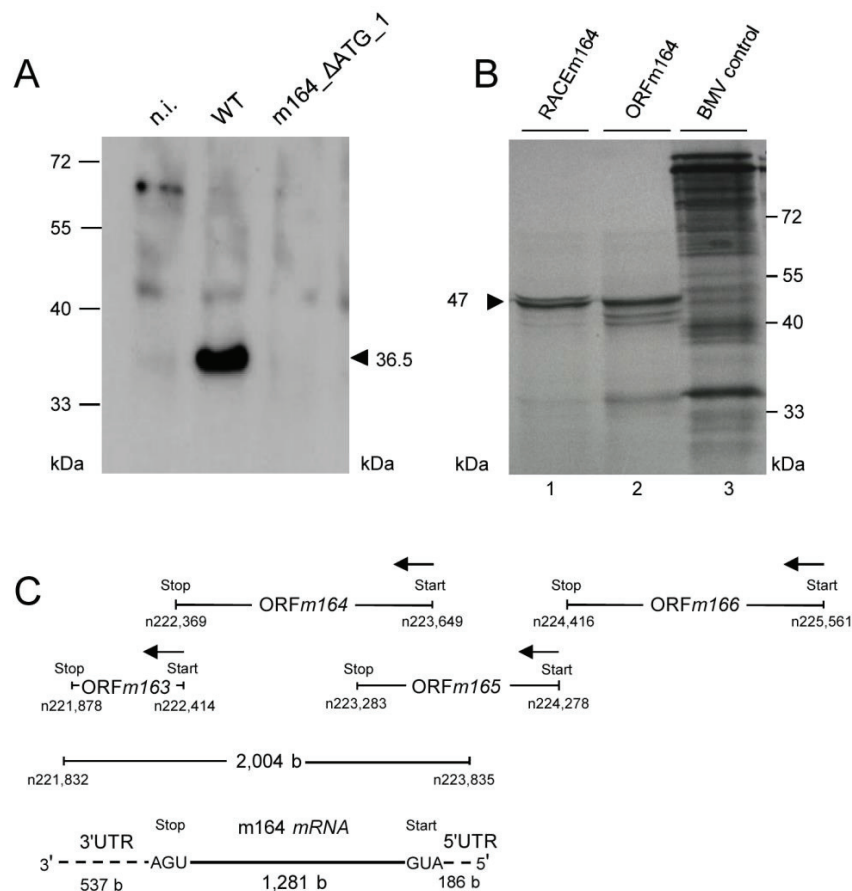 A
n.i.
WT
m164_ΔATG_1
72
55
40
33
kDa
36.5
kDa
B
RACEm164
ORFm164
BMV control
47
72
55
40
33
kDa
kDa
1 2 3
C
Stop ORFm164 Start
n222,369 n223,649
Stop ORFm166 Start
n224,416 n225,561
Stop ORFm163 Start
n221,878 n222,414
Stop ORFm165 Start
n223,283 n224,278
2,004 b
n221,832 n223,835
Stop m164 mRNA Start
3'UTR 5'UTR
3' AGU GUA 5'
537 b 1,281 b 186 b